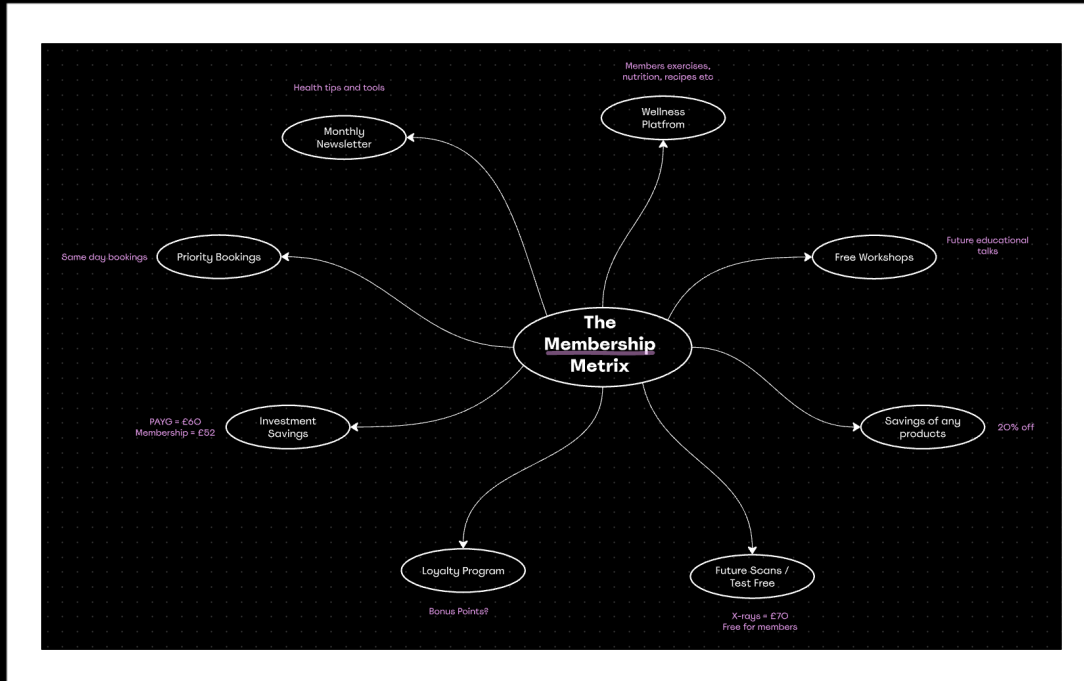 Members exercises,
nutrition, recipes etc
Wellness
Platfrom
Health tips and tools
Monthly
Newsletter
Same day bookings
Priority Bookings
Free Workshops
Future educational
talks
The
Membership
Metrix
PAYG = £60
Membership = £52
Investment
Savings
Savings of any
products
20% off
Loyalty Program
Bonus Points?
Future Scans /
Test Free
X-rays = £70
Free for members